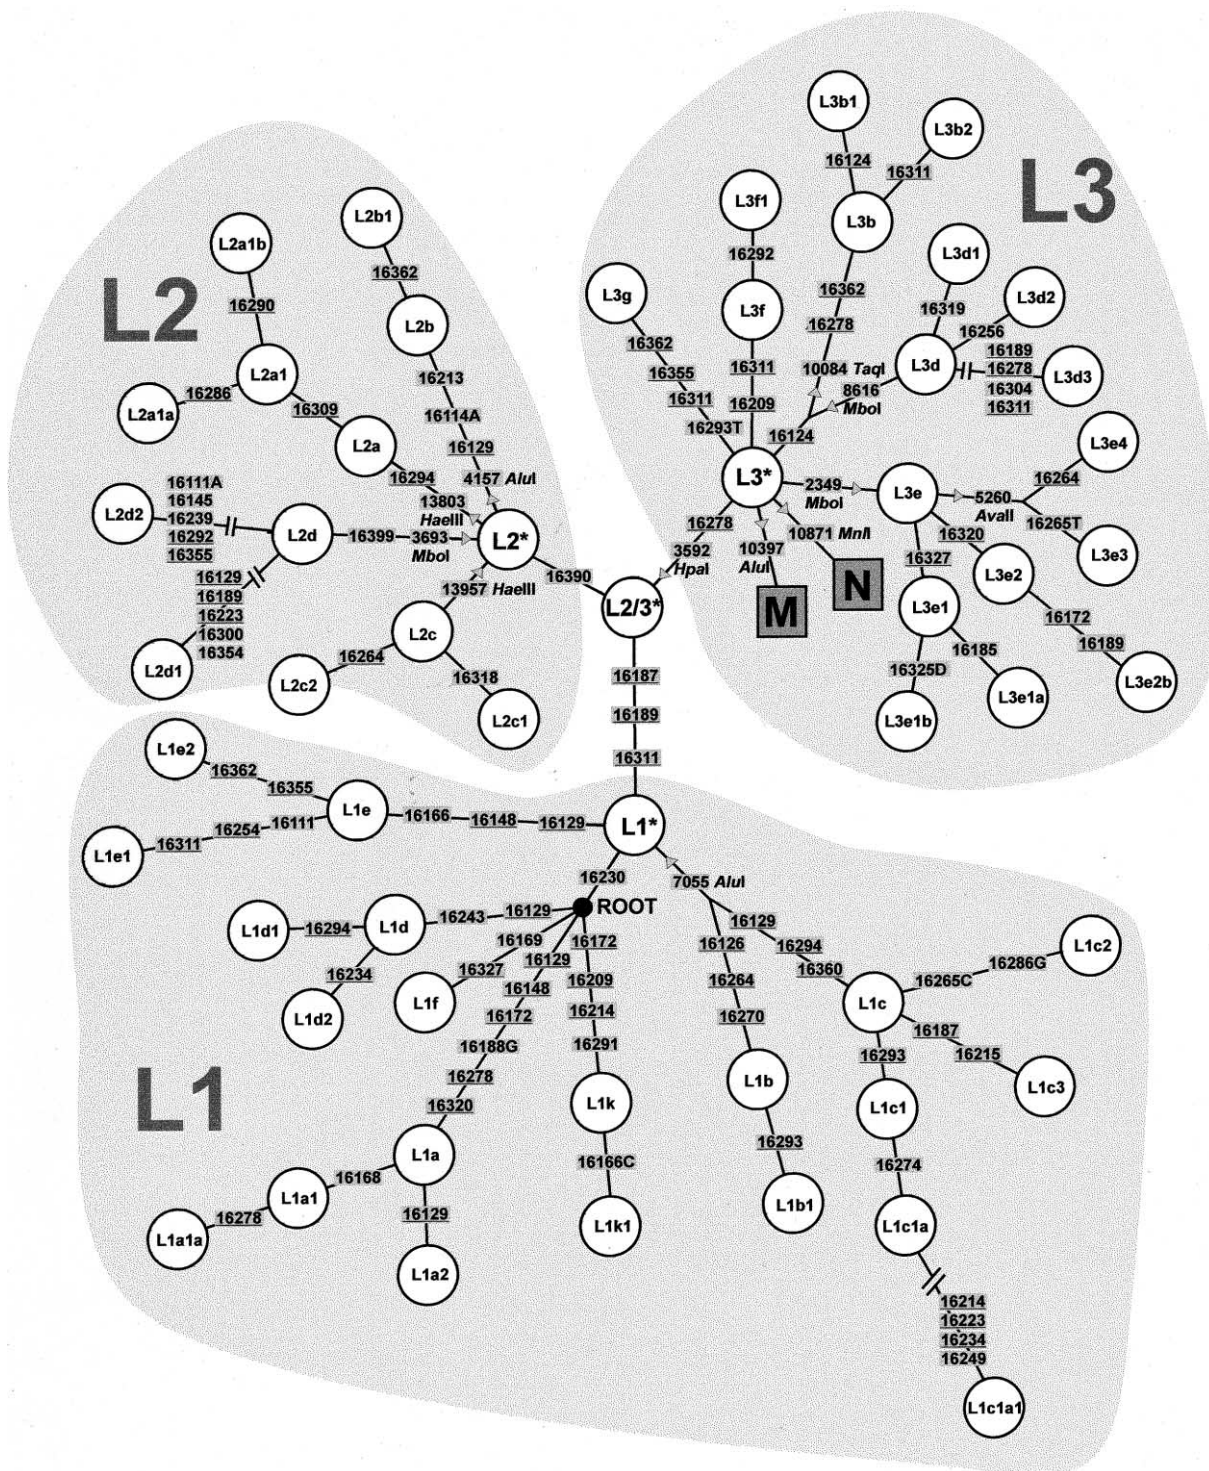 L2
L2b1
L2a1b
16362
16290
L2b
L2a1
16213
16286
L2a1a
16309
16114A
L2a
16129
16294
4157 AluI
13803
HaeIII
16111A
16145
16239
16292
16355
L2d2
L2d
16399
3693
MboI
L2*
16129
16189
16223
16300
16354
13957 HaeIII
L2d1
L2c
16264
L2c2
16318
L2c1
16390
L2/3*
L3
L3b1
L3b2
16124
16311
L3f1
L3b
16292
L3d1
L3g
L3f
16362
16278
16319
L3d2
16256
16362
16355
16311
16293T
16311
16209
10084 TaqI
8616
MboI
L3d
16189
16278
16304
16311
L3d3
16124
L3*
2349
MboI
L3e
5260
AvaII
L3e4
16264
16265T
L3e3
16278
3592
HpaI
10397
AluI
10871 MnlI
M
N
16327
16320
L3e2
L3e1
16172
16189
16185
16325D
L3e2b
L3e1a
L3e1b
16187
16189
16311
L1
L1e2
16362
16355
L1e
16166
16148
16129
L1*
16111
16254
16311
L1e1
16230
7055 AluI
ROOT
L1d1
16294
L1d
16243
16129
16234
L1d2
16169
16327
L1f
16129
16148
16172
16188G
16278
16320
L1a
16168
L1a1
16278
L1a1a
16129
L1a2
16172
16209
16214
16291
L1k
16166C
L1k1
16126
16264
16270
L1b
16293
L1b1
16129
16294
16360
L1c
16265C
16286G
L1c2
16187
16215
L1c3
16293
L1c1
16274
L1c1a
16214
16223
16234
16249
L1c1a1